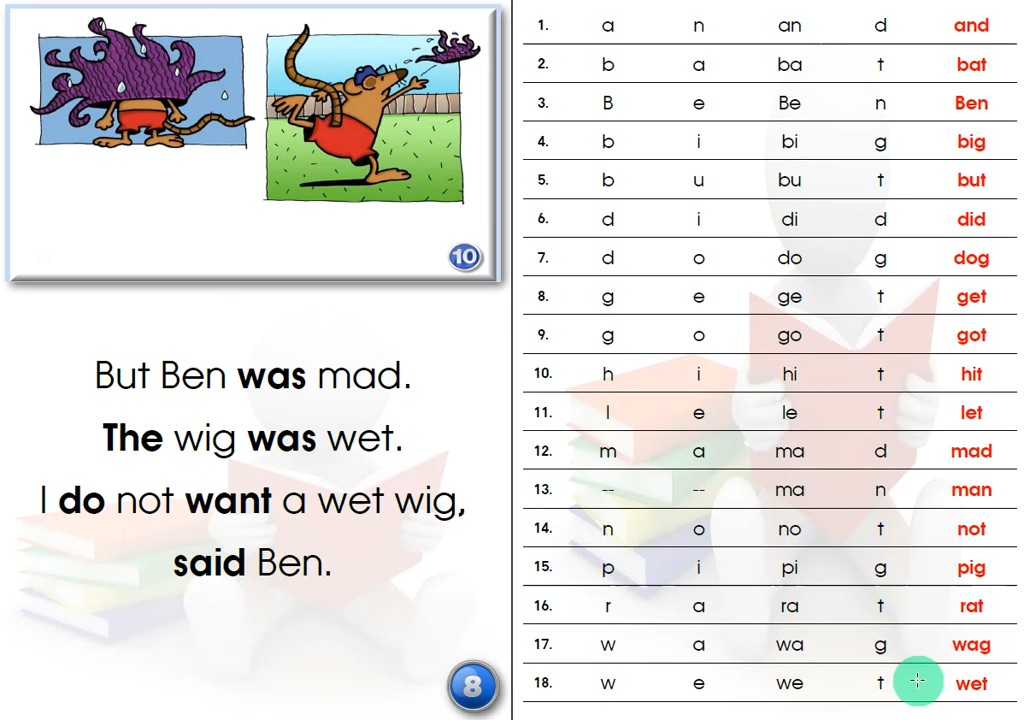 10
But Ben was mad.
The wig was wet.
I do not want a wet wig,
said Ben.
8
1. a n an d and
2. b a ba t bat
3. B e Be n Ben
4. b i bi g big
5. b u bu t but
6. d i di d did
7. d o do g dog
8. g e ge t get
9. g o go t got
10. h i hi t hit
11. l e le t let
12. m a ma d mad
13. -- -- ma n man
14. n o no t not
15. p i pi g pig
16. r a ra t rat
17. w a wa g wag
18. w e we t wet